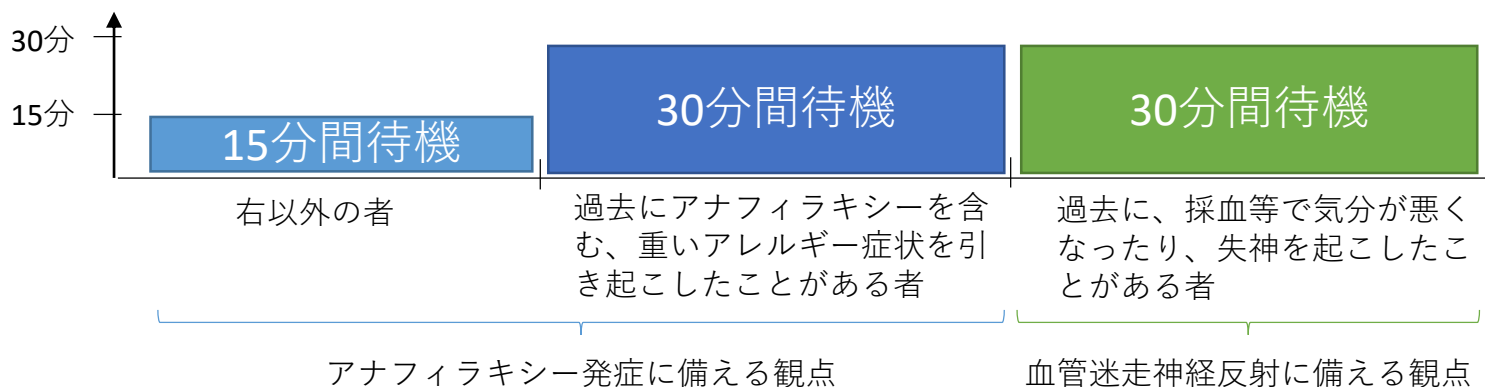 30分
15分
15分間待機
30分間待機
30分間待機
右以外の者
過去にアナフィラキシーを含
む、重いアレルギー症状を引
き起こしたことがある者
過去に、採血等で気分が悪く
なったり、失神を起こしたこ
とがある者
アナフィラキシー発症に備える観点
血管迷走神経反射に備える観点